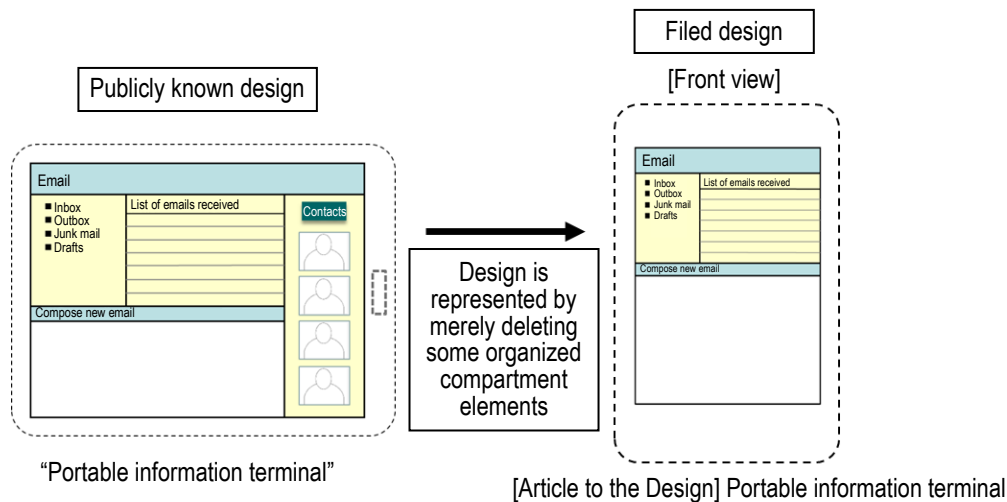 Filed design
[Front view]
Publicly known design
Email
■ Inbox
■ Outbox
■ Junk mail
■ Drafts
List of emails received
Contacts
Compose new email
“Portable information terminal”
Design is
represented by
merely deleting
some organized
compartment
elements
Email
■ Inbox
■ Outbox
■ Junk mail
■ Drafts
List of emails received
Compose new email
[Article to the Design] Portable information terminal